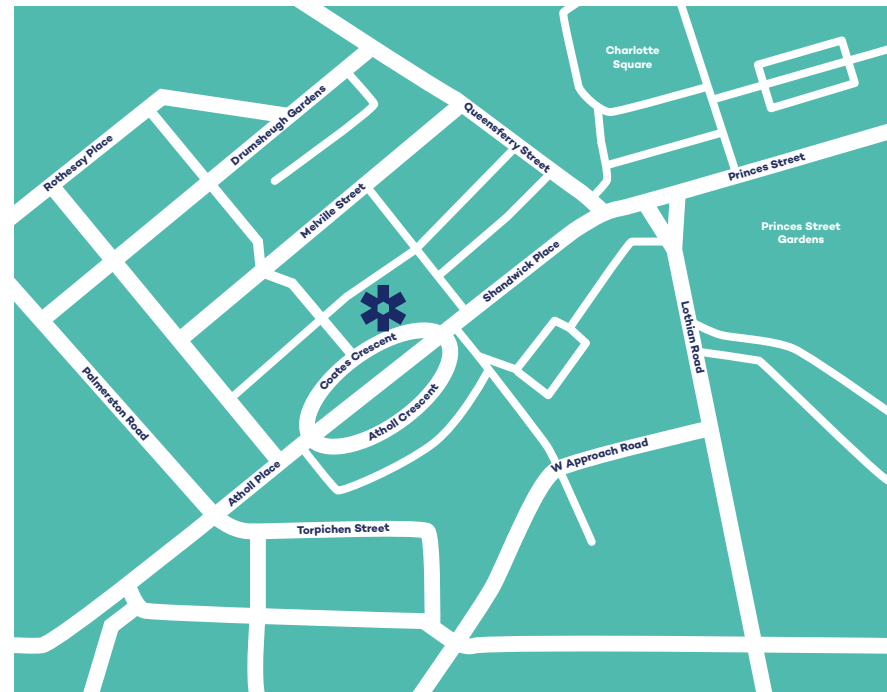 Charlotte
Square
Queensferry Street
Drumsheugh Gardens
Rothesay Place
Princes Street
Melville Street
Princes Street
Gardens
Shandwick Place
Lothian Road
Coates Crescent
Palmerston Road
Atholl Crescent
W Approach Road
Atholl Place
Torpichen Street